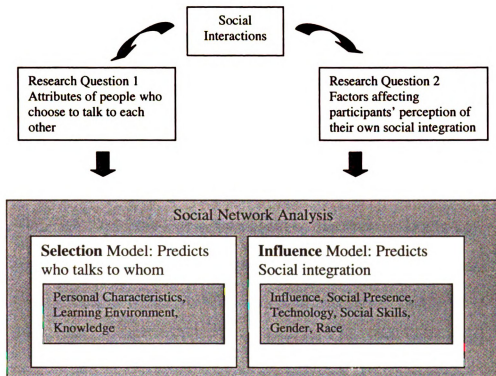 Social
Interactions
Research Question 1
Attributes of people who
choose to talk to each
other
Research Question 2
Factors affecting
participants' perception of
their own social integration
Social Network Analysis
Selection Model: Predicts
who talks to whom
Personal Characteristics,
Learning Environment,
Knowledge
Influence Model: Predicts
Social integration
Influence, Social Presence,
Technology, Social Skills,
Gender, Race